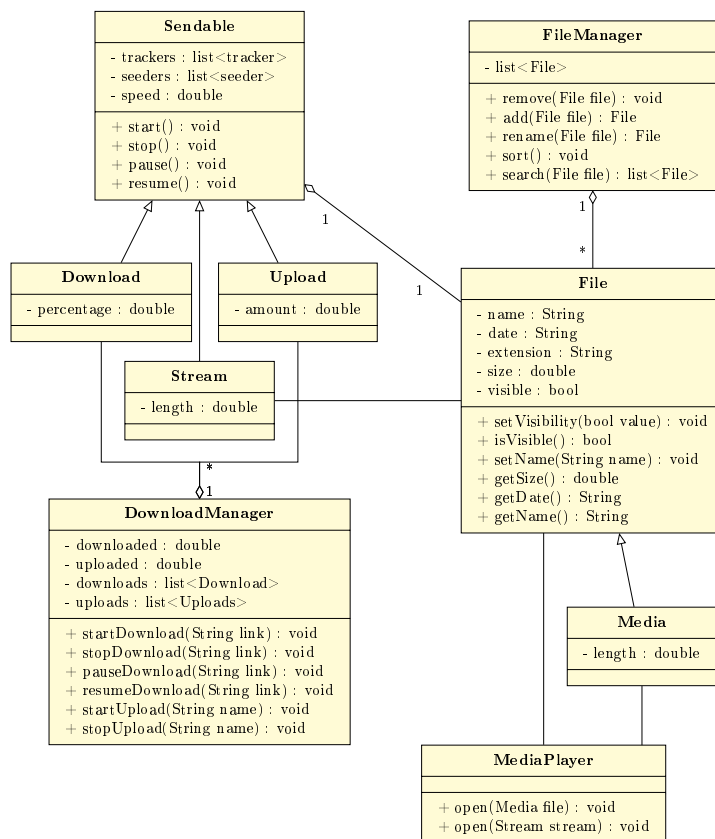 Sendable
- trackers : list<tracker>
- seeders : list<seeder>
- speed : double
+ start() : void
+ stop() : void
+ pause() : void
+ resume() : void
FileManager
- list<File>
+ remove(File file) : void
+ add(File file) : File
+ rename(File file) : File
+ sort() : void
+ search(File file) : list<File>
1
1
1
*
Download
- percentage : double
Upload
- amount : double
Stream
- length : double
File
- name : String
- date : String
- extension : String
- size : double
- visible : bool
+ setVisibility(bool value) : void
+ isVisible() : bool
+ setName(String name) : void
+ getSize() : double
+ getDate() : String
+ getName() : String
*
1
DownloadManager
- downloaded : double
- uploaded : double
- downloads : list<Download>
- uploads : list<Uploads>
+ startDownload(String link) : void
+ stopDownload(String link) : void
+ pauseDownload(String link) : void
+ resumeDownload(String link) : void
+ startUpload(String name) : void
+ stopUpload(String name) : void
Media
- length : double
MediaPlayer
+ open(Media file) : void
+ open(Stream stream) : void